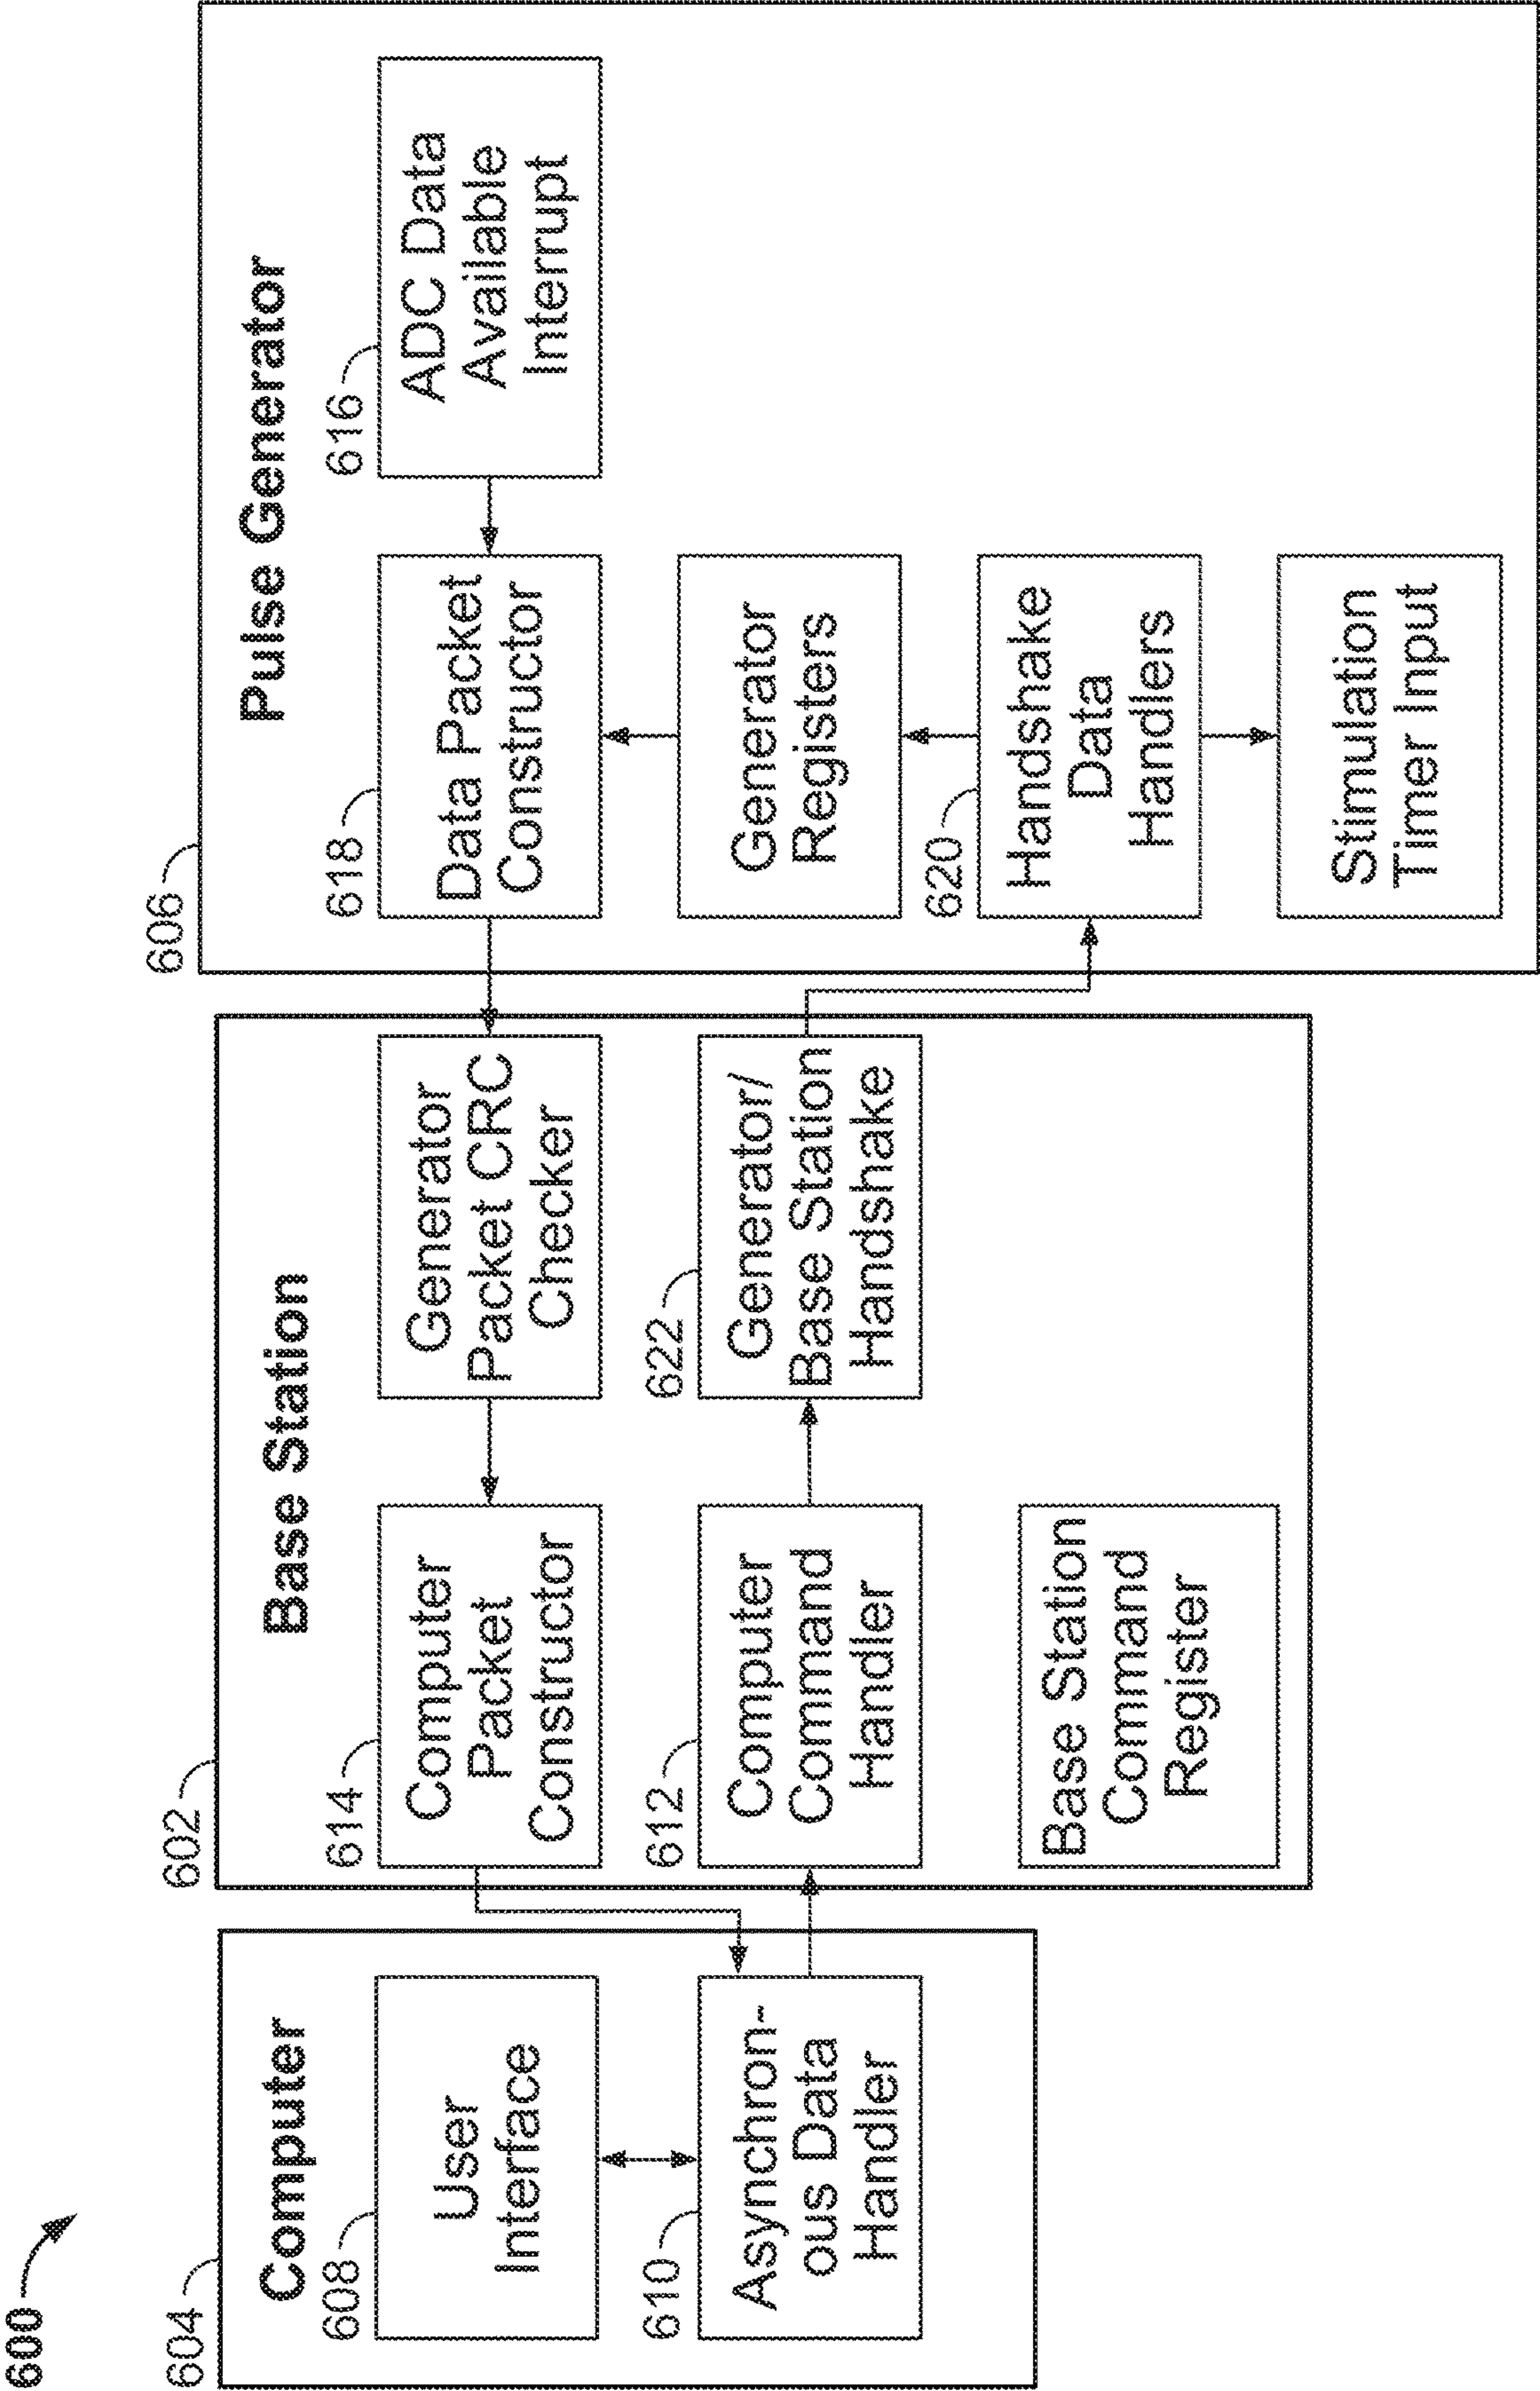 600
604
Computer
608
User
Interface
610
Asynchron-
ous Data
Handler
602
Base Station
614
Computer
Packet
Constructor
Generator
Packet CRC
Checker
612
Computer
Command
Handler
622
Generator/
Base Station
Handshake
Base Station
Command
Register
606
Pulse Generator
618
Data Packet
Constructor
616
ADC Data
Available
Interrupt
Generator
Registers
620
Handshake
Data
Handlers
Stimulation
Timer Input